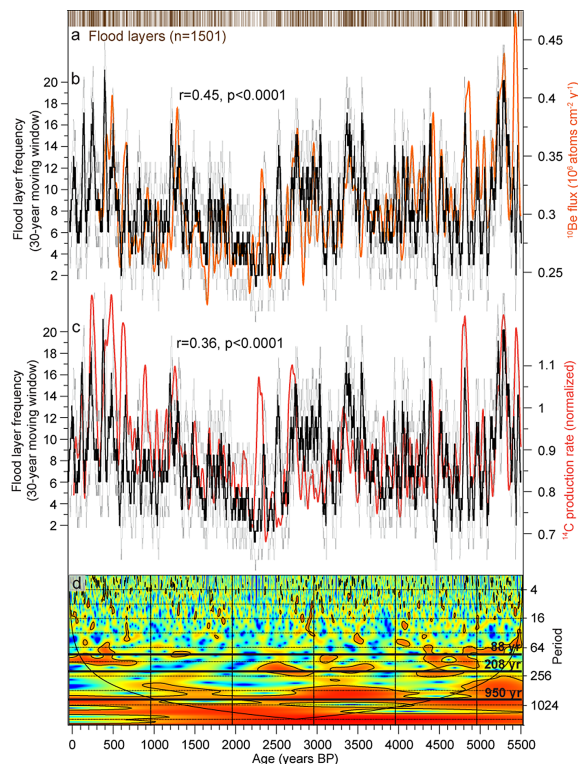 a Flood layers (n=1501)
b
r=0.45, p<0.0001
20
18
16
14
12
10
8
6
4
2
Flood layer frequency
(30-year moving window)
0.45
0.4
0.35
0.3
0.25
¹⁰Be flux (10⁶ atoms cm⁻² y⁻¹)
c
r=0.36, p<0.0001
20
18
16
14
12
10
8
6
4
2
Flood layer frequency
(30-year moving window)
1.1
1
0.9
0.8
0.7
¹⁴C production rate (normalized)
d
4
16
64
256
1024
Period
88 yr
208 yr
950 yr
0 500 1000 1500 2000 2500 3000 3500 4000 4500 5000 5500
Age (years BP)